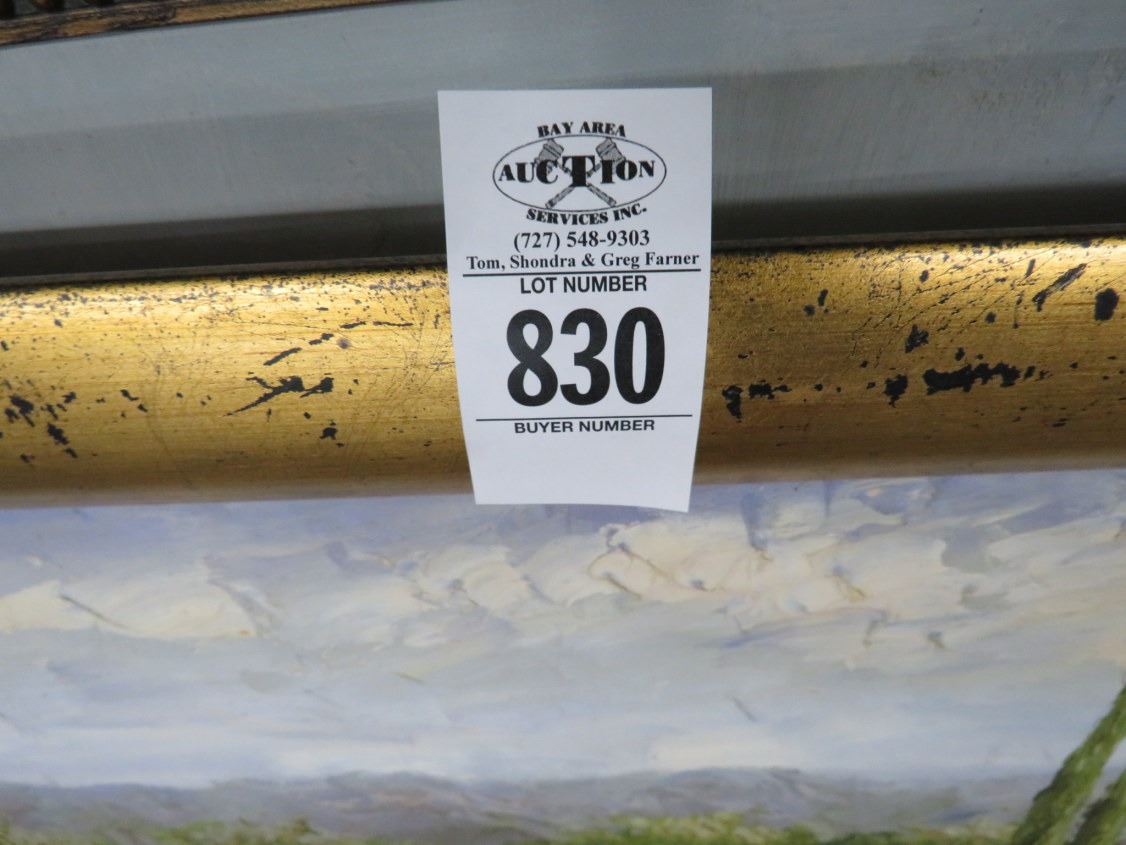 BAY AREA
AUCTION
SERVICES INC.
(727) 548-9303
Tom, Shondra & Greg Farner
LOT NUMBER
830
BUYER NUMBER